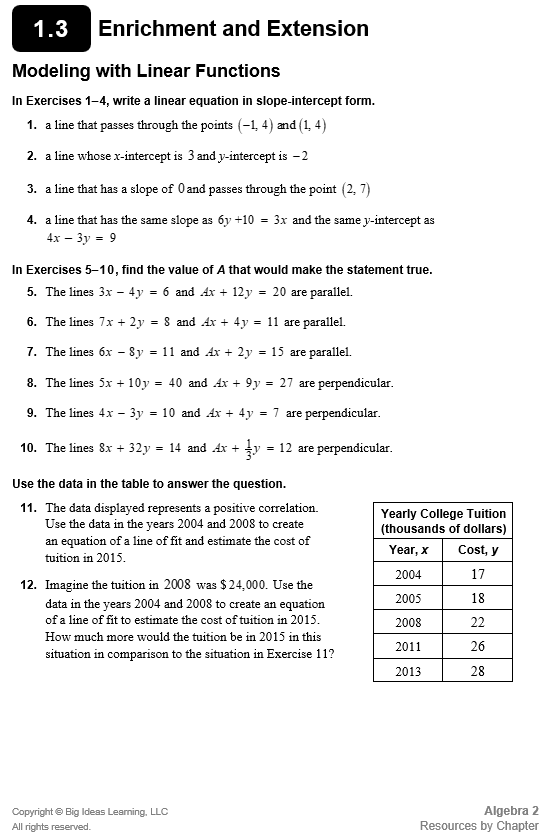 1.3 Enrichment and Extension
Modeling with Linear Functions
In Exercises 1–4, write a linear equation in slope-intercept form.
1. a line that passes through the points (−1, 4) and (1, 4)
2. a line whose x-intercept is 3 and y-intercept is −2
3. a line that has a slope of 0 and passes through the point (2, 7)
4. a line that has the same slope as 6y +10 = 3x and the same y-intercept as
4x − 3y = 9
In Exercises 5–10, find the value of A that would make the statement true.
5. The lines 3x − 4y = 6 and Ax + 12y = 20 are parallel.
6. The lines 7x + 2y = 8 and Ax + 4y = 11 are parallel.
7. The lines 6x − 8y = 11 and Ax + 2y = 15 are parallel.
8. The lines 5x + 10y = 40 and Ax + 9y = 27 are perpendicular.
9. The lines 4x − 3y = 10 and Ax + 4y = 7 are perpendicular.
10. The lines 8x + 32y = 14 and Ax + 1/3y = 12 are perpendicular.
Use the data in the table to answer the question.
11. The data displayed represents a positive correlation.
Use the data in the years 2004 and 2008 to create
an equation of a line of fit and estimate the cost of
tuition in 2015.
12. Imagine the tuition in 2008 was $24,000. Use the
data in the years 2004 and 2008 to create an equation
of a line of fit to estimate the cost of tuition in 2015.
How much more would the tuition be in 2015 in this
situation in comparison to the situation in Exercise 11?
Yearly College Tuition
(thousands of dollars)
Year, x Cost, y
2004 17
2005 18
2008 22
2011 26
2013 28
Copyright © Big Ideas Learning, LLC
All rights reserved.
Algebra 2
Resources by Chapter